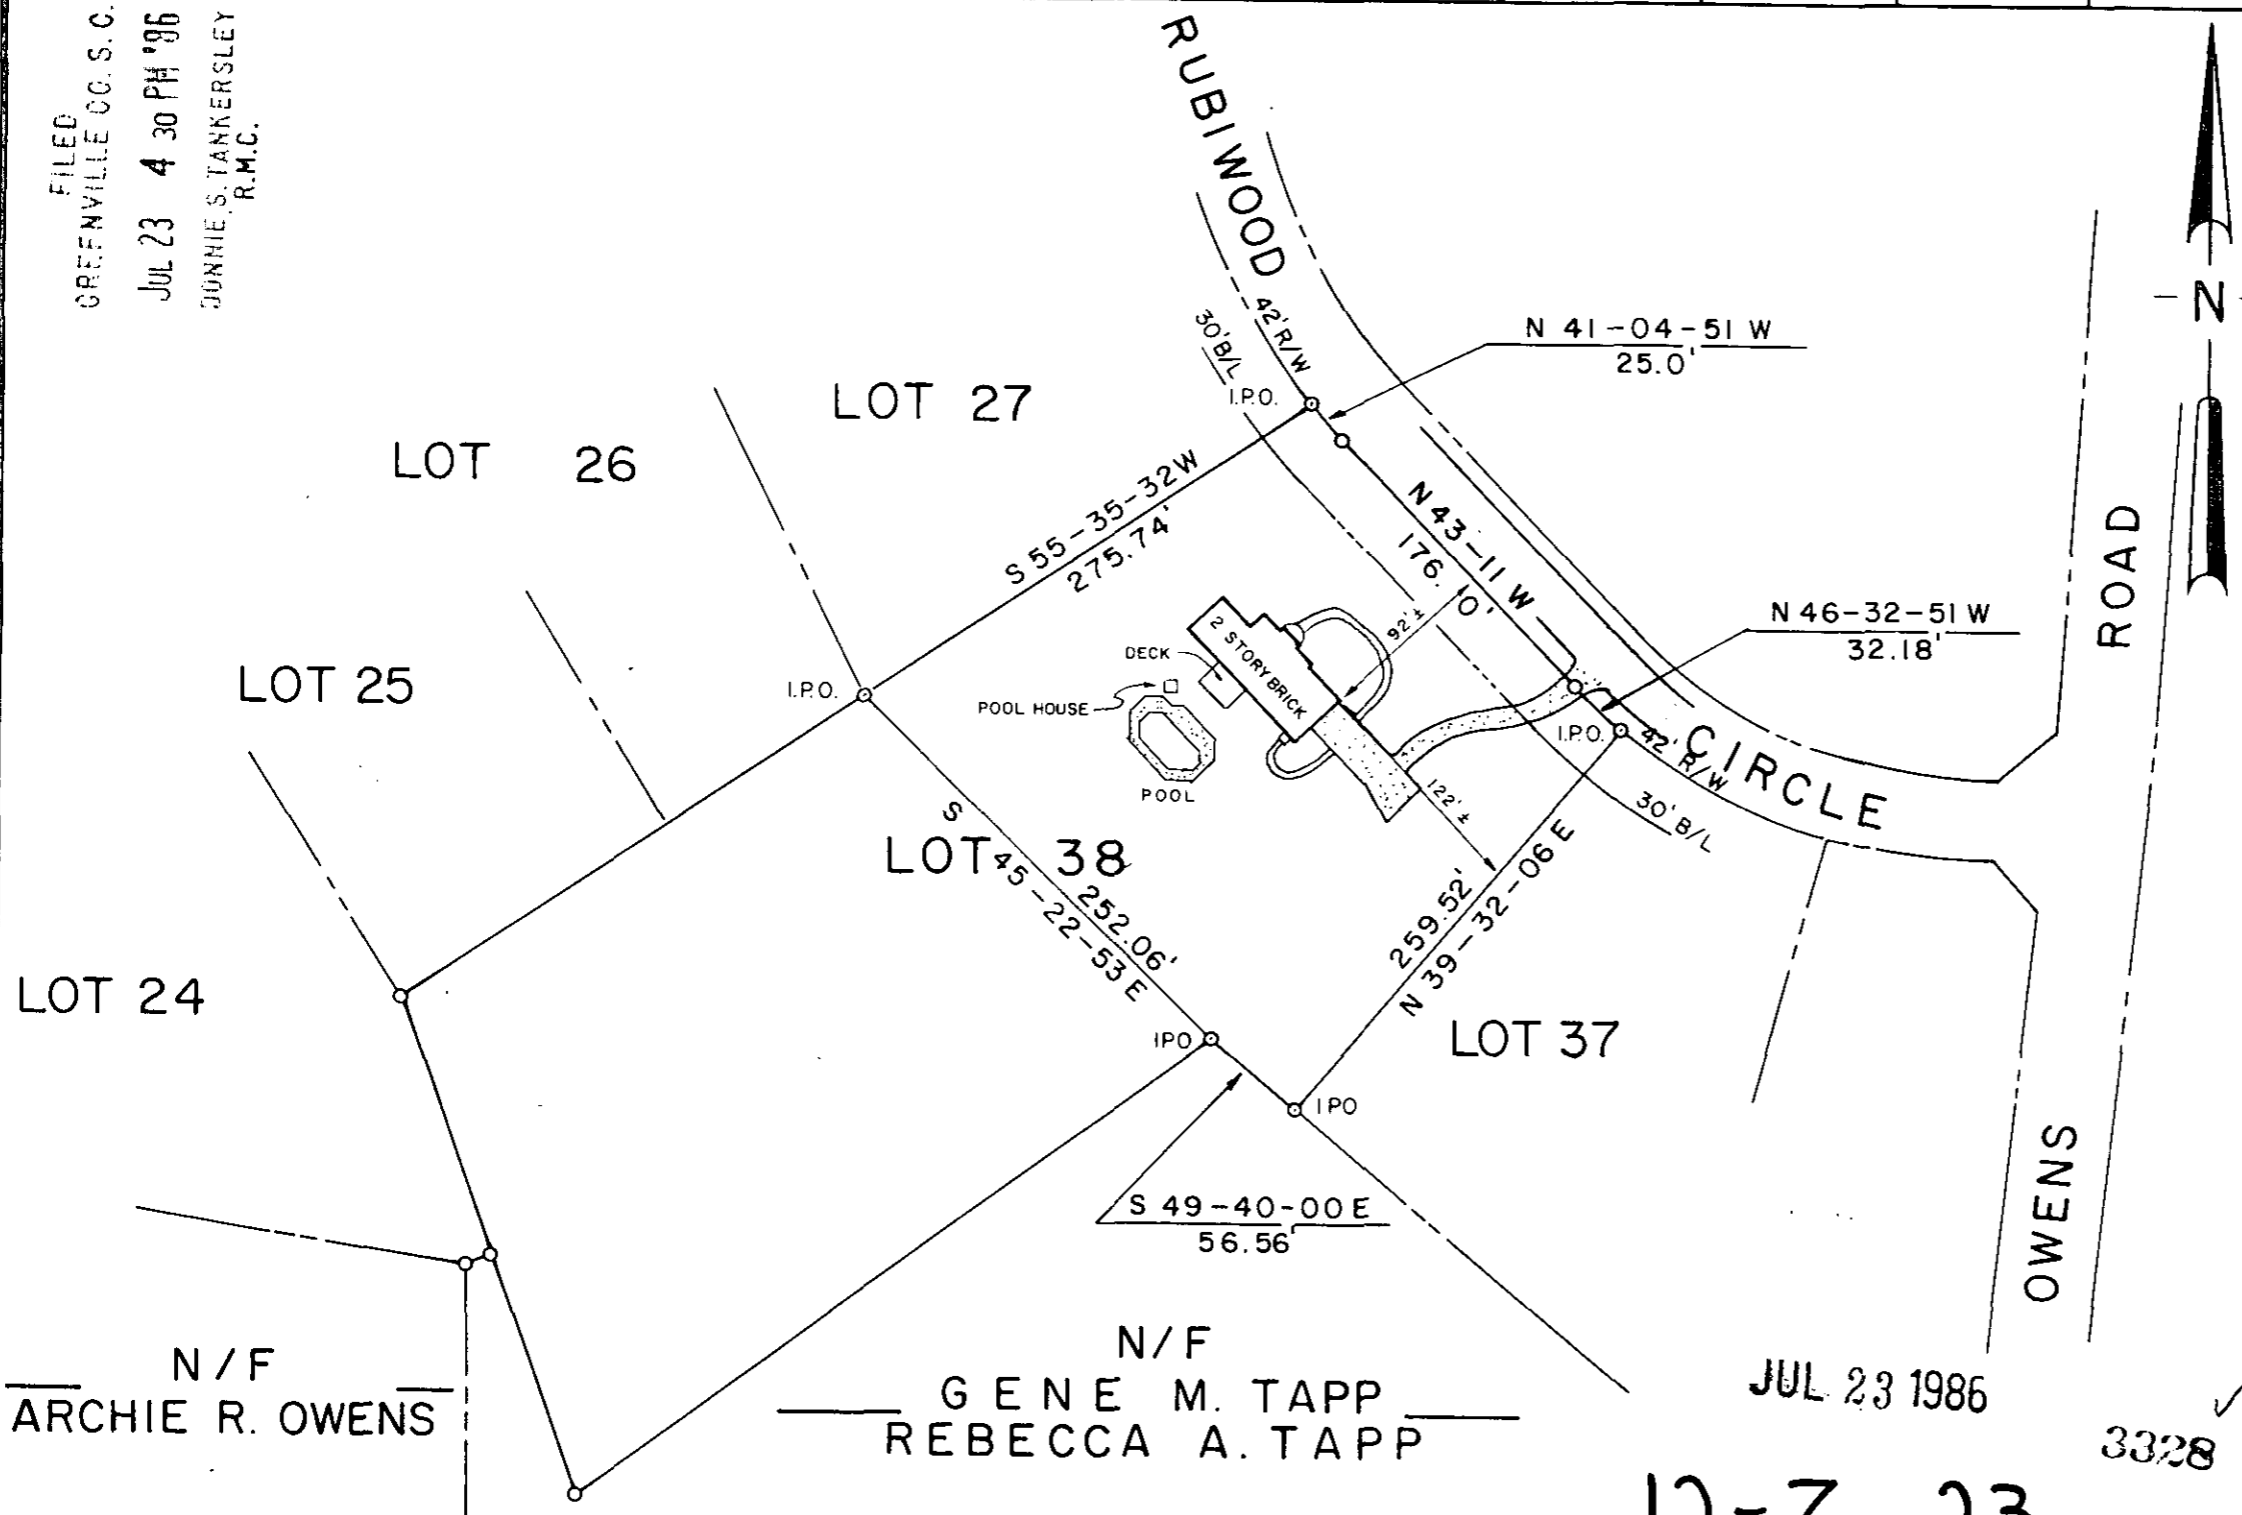 FILED
GREENVILLE CO. S. C.
JUL 23 4 30 PM '86
DONNIE S. TANKERSLEY
R.M.C.
RUBIWOOD
CIRCLE
42' R/W
30' B/L
I.P.O.
N 41-04-51 W
25.0'
- N -
LOT 27
LOT 26
S 55-35-32 W
275.74'
N 43-11 W
176.
0'
ROAD
N 46-32-51 W
32.18'
92'±
2 STORY BRICK
DECK
POOL HOUSE
POOL
LOT 25
I.P.O.
I.P.O.
42'
R/W
30' B/L
122'±
LOT 38
S 45-22-53 E
252.06'
259.52'
N 39-32-06 E
LOT 24
LOT 37
IPO
IPO
S 49-40-00 E
56.56'
OWENS
N/F
ARCHIE R. OWENS
N/F
GENE M. TAPP
REBECCA A. TAPP
JUL 23 1986
3328